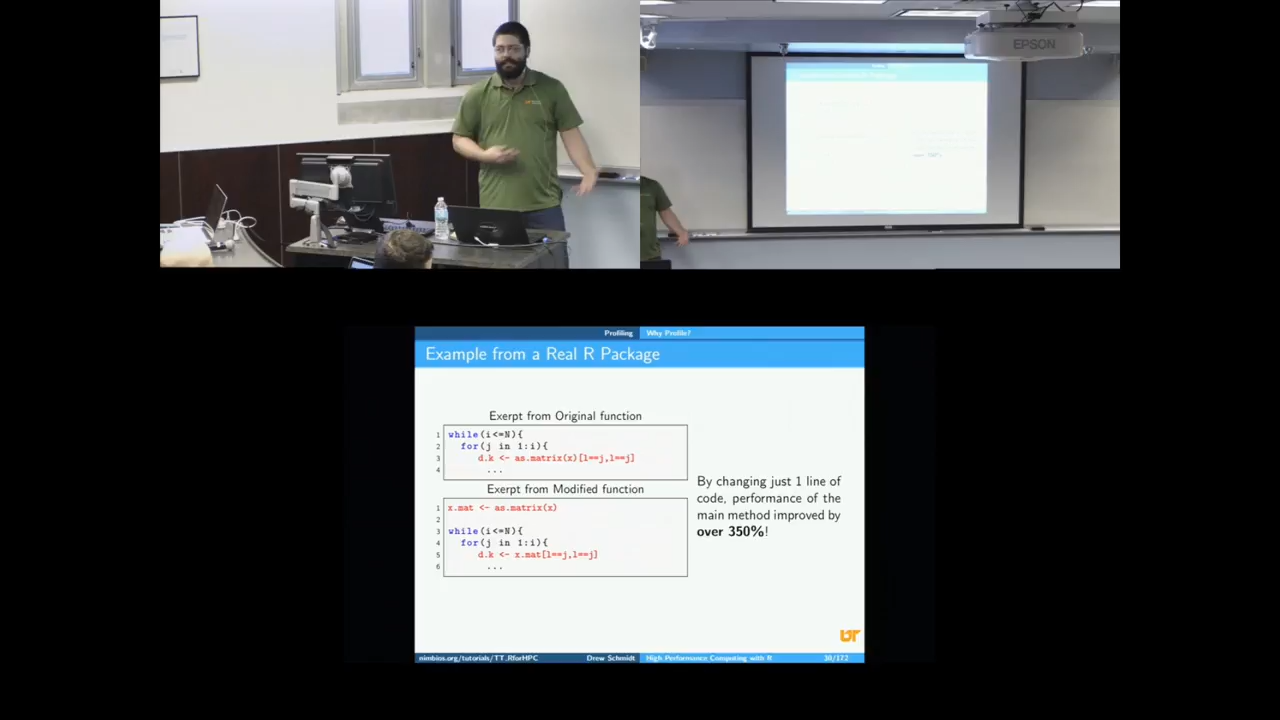 EPSON
Profiling Why Profile?
Example from a Real R Package
Exerpt from Original function
1 while(i<=N){
2 for(j in 1:i){
3 d.k <- as.matrix(x)[l==j,l==j]
4 ...
Exerpt from Modified function
1 x.mat <- as.matrix(x)
2
3 while(i<=N){
4 for(j in 1:i){
5 d.k <- x.mat[l==j,l==j]
6 ...
By changing just 1 line of
code, performance of the
main method improved by
over 350%!
UT
nimbios.org/tutorials/TT_RforHPC Drew Schmidt High Performance Computing with R 30/122